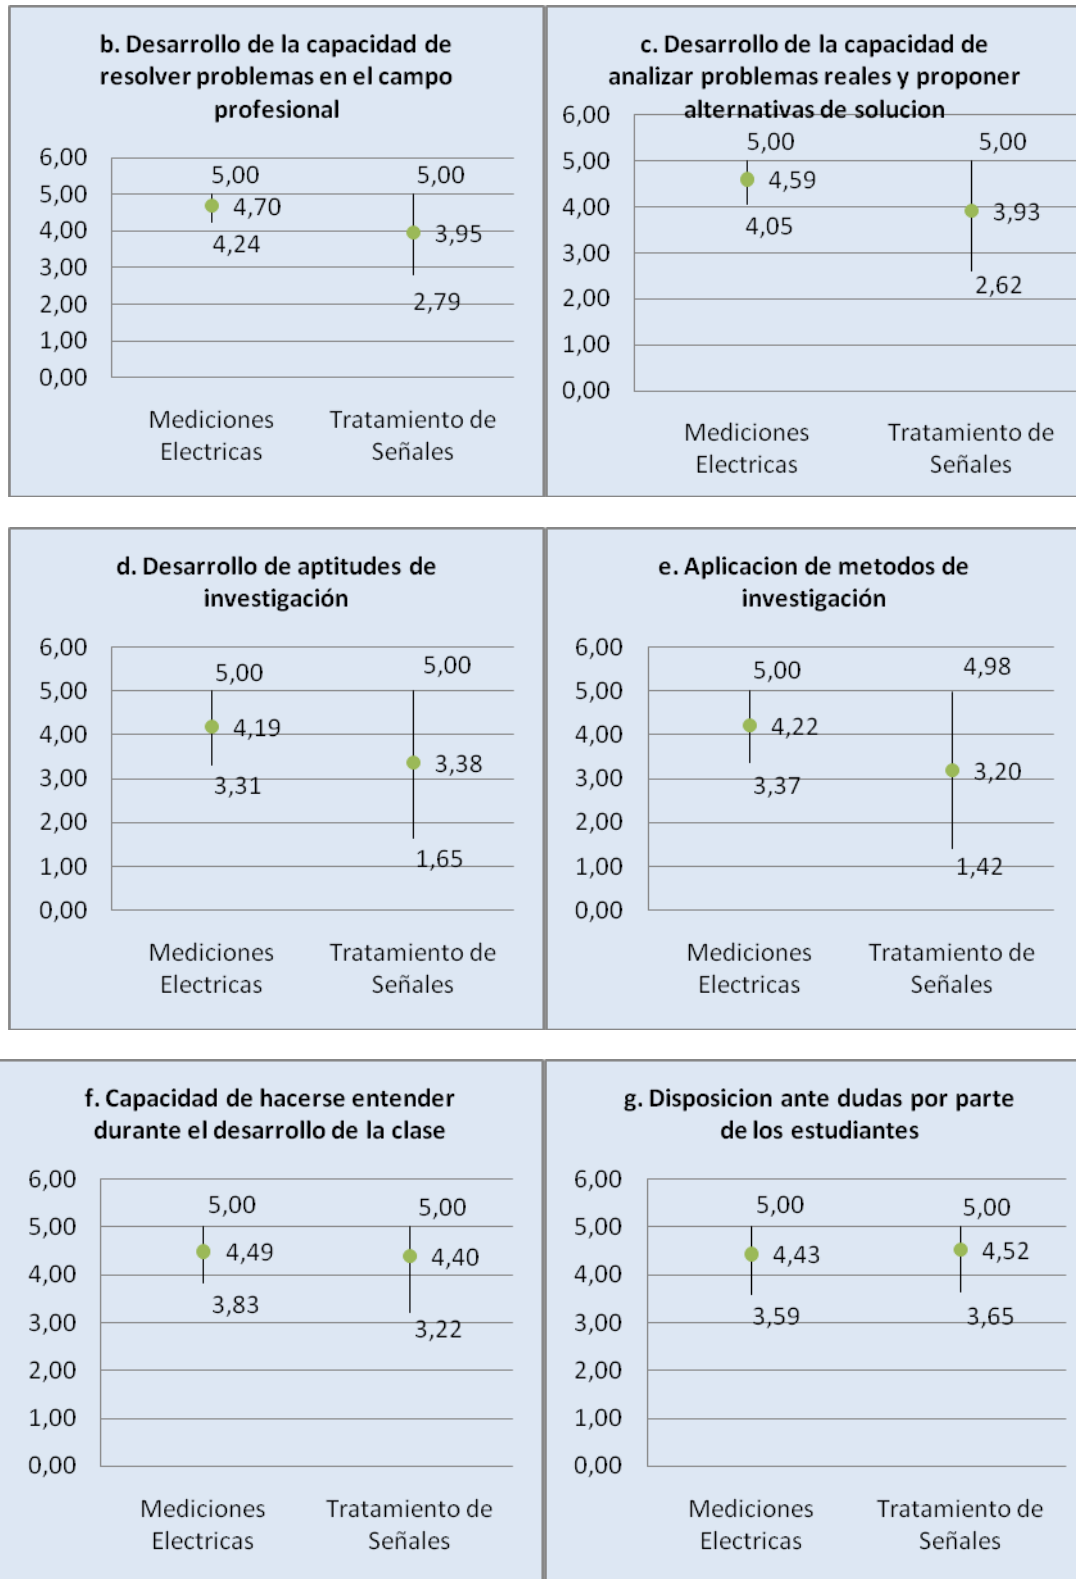 b. Desarrollo de la capacidad de
resolver problemas en el campo
profesional
6,00
5,00
4,00
3,00
2,00
1,00
0,00
5,00
4,70
4,24
5,00
3,95
2,79
Mediciones
Electricas
Tratamiento de
Señales
c. Desarrollo de la capacidad de
analizar problemas reales y proponer
alternativas de solucion
6,00
5,00
4,00
3,00
2,00
1,00
0,00
5,00
4,59
4,05
5,00
3,93
2,62
Mediciones
Electricas
Tratamiento de
Señales
d. Desarrollo de aptitudes de
investigación
6,00
5,00
4,00
3,00
2,00
1,00
0,00
5,00
4,19
3,31
5,00
3,38
1,65
Mediciones
Electricas
Tratamiento de
Señales
e. Aplicacion de metodos de
investigación
6,00
5,00
4,00
3,00
2,00
1,00
0,00
5,00
4,22
3,37
4,98
3,20
1,42
Mediciones
Electricas
Tratamiento de
Señales
f. Capacidad de hacerse entender
durante el desarrollo de la clase
6,00
5,00
4,00
3,00
2,00
1,00
0,00
5,00
4,49
3,83
5,00
4,40
3,22
Mediciones
Electricas
Tratamiento de
Señales
g. Disposicion ante dudas por parte
de los estudiantes
6,00
5,00
4,00
3,00
2,00
1,00
0,00
5,00
4,43
3,59
5,00
4,52
3,65
Mediciones
Electricas
Tratamiento de
Señales